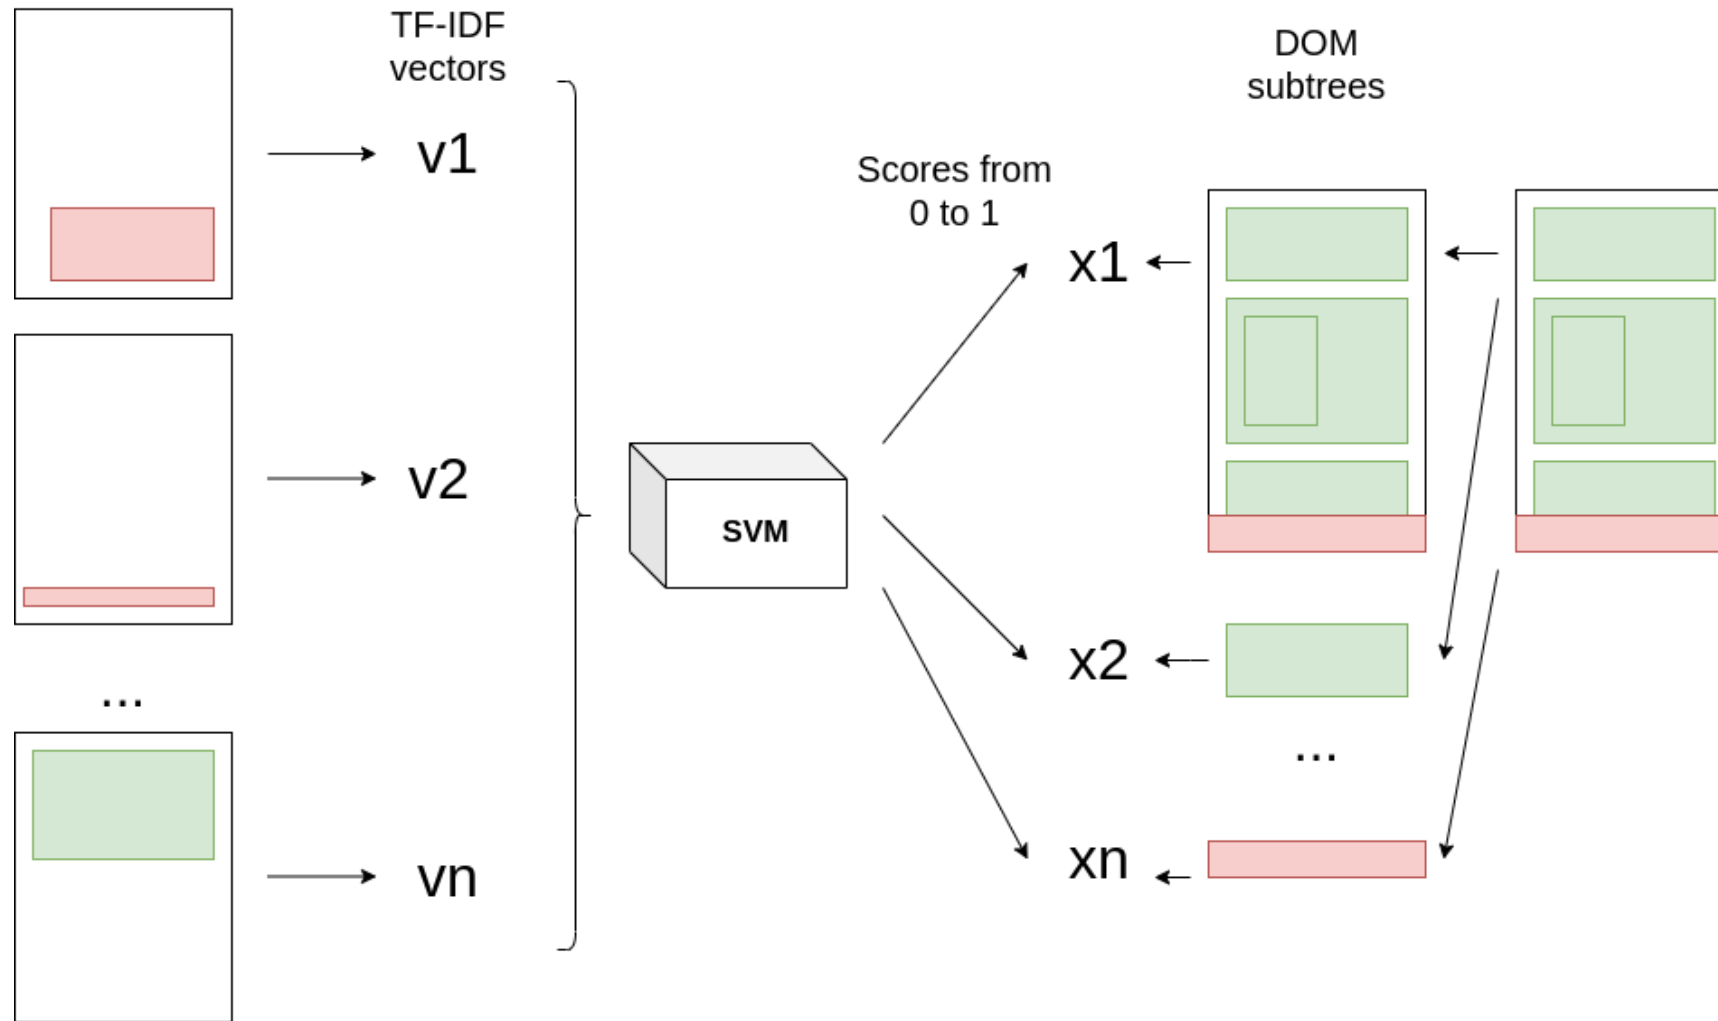 TF-IDF
vectors
v1
v2
...
vn
SVM
Scores from
0 to 1
x1
x2
xn
DOM
subtrees
...